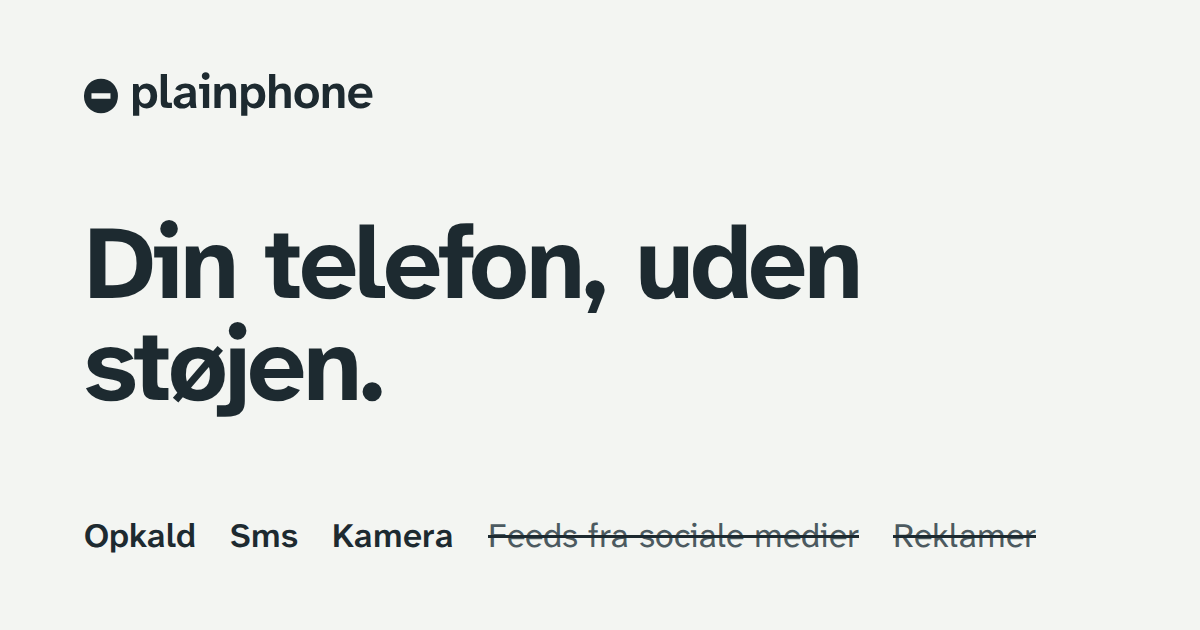 plainphone
Din telefon, uden
støjen.
Opkald Sms Kamera Feeds fra sociale medier Reklamer